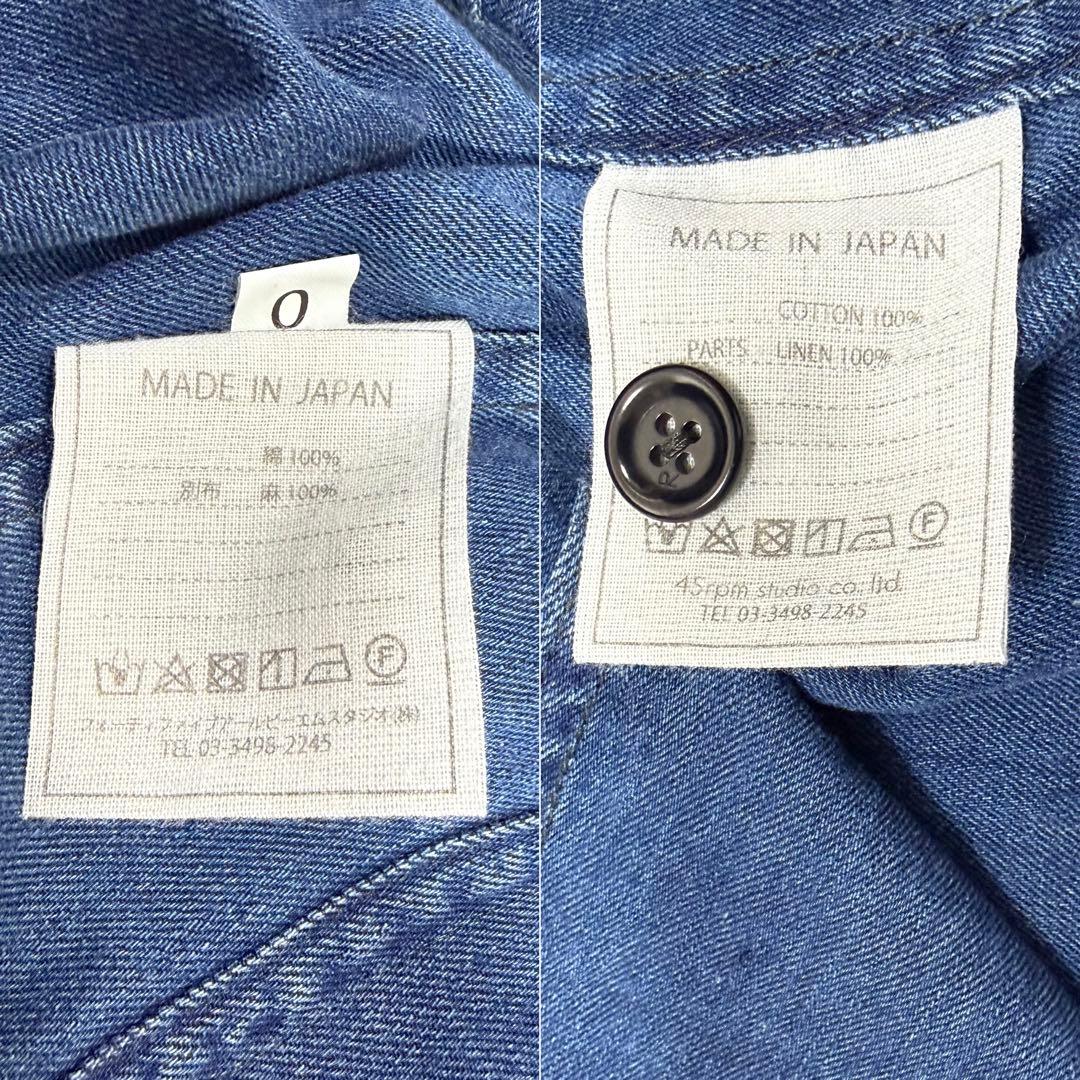 0
MADE IN JAPAN
綿 100%
別布 麻 100%
F
フォーティファイブアールピーエムスタジオ(株)
TEL 03-3498-2245
MADE IN JAPAN
COTTON 100%
PARTS LINEN 100%
R
F
45rpm studio co. ltd.
TEL 03-3498-2245